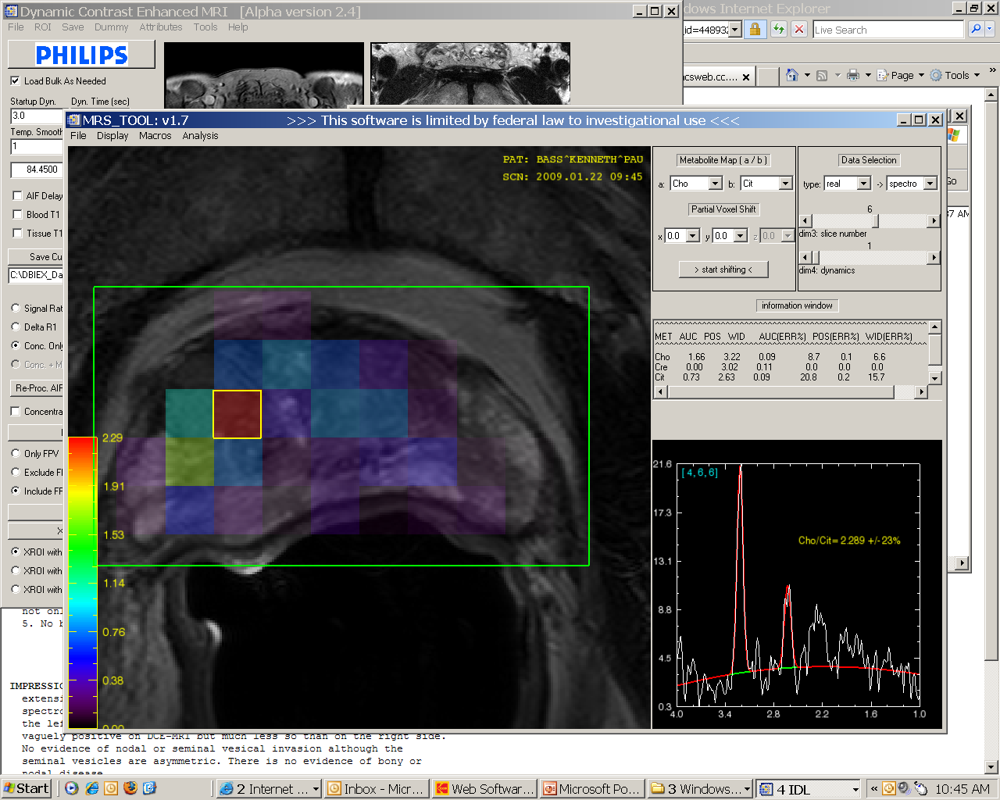 Dynamic Contrast Enhanced MRI [Alpha version 2.4]
dows Internet Explorer
File ROI Save Dummy Attributes Tools Help
_id=44893
Live Search
PHILIPS
Load Bulk As Needed
csweb.cc....
Page
Tools
Startup Dyn. Dyn. Time (sec)
3.0
Temp. Smooth
1
84.4500
AIF Delay
Blood T1
Tissue T1
Save Cu
C:\DBIEX_Da
Signal Rat
Delta R1
Conc. Only
Conc. + M
Re-Proc. AIF
Concentra
Only FPV
Exclude FP
Include FP
XROI with
XROI with
XROI with
MRS_TOOL: v1.7 >>> This software is limited by federal law to investigational use <<<
File Display Macros Analysis
PAT: BASS^KENNETH^PAU
SCN: 2009.01.22 09:45
Metabolite Map ( a / b )
a: Cho b: Cit
Partial Voxel Shift
x 0.0 y 0.0 z 0.0
> start shifting <
Data Selection
type: real -> spectro
6
dim3: slice number
1
dim4: dynamics
Go
37 AM
information window
MET AUC POS WID AUC(ERR%) POS(ERR%) WID(ERR%)
Cho 1.66 3.22 0.09 8.7 0.1 6.6
Cre 0.00 3.02 0.11 0.0 0.0 0.0
Cit 0.73 2.63 0.09 20.8 0.2 15.7
2.29
1.91
1.53
1.14
0.76
0.38
0.00
[4,6,6]
Cho/Cit= 2.289 +/-23%
21.6
17.3
13.1
8.8
4.5
0.3
4.0 3.4 2.8 2.2 1.6 1.0
not onl
5. No
IMPRESSIO
extensi
spectro
the lef
vaguely positive on DCE-MRI but much less so than on the right side.
No evidence of nodal or seminal vesical invasion although the
seminal vesicles are asymmetric. There is no evidence of bony or
nodal disease
Start
2 Internet ...
Inbox - Micr...
Web Softwar...
Microsoft Po...
3 Windows...
4 IDL
10:45 AM